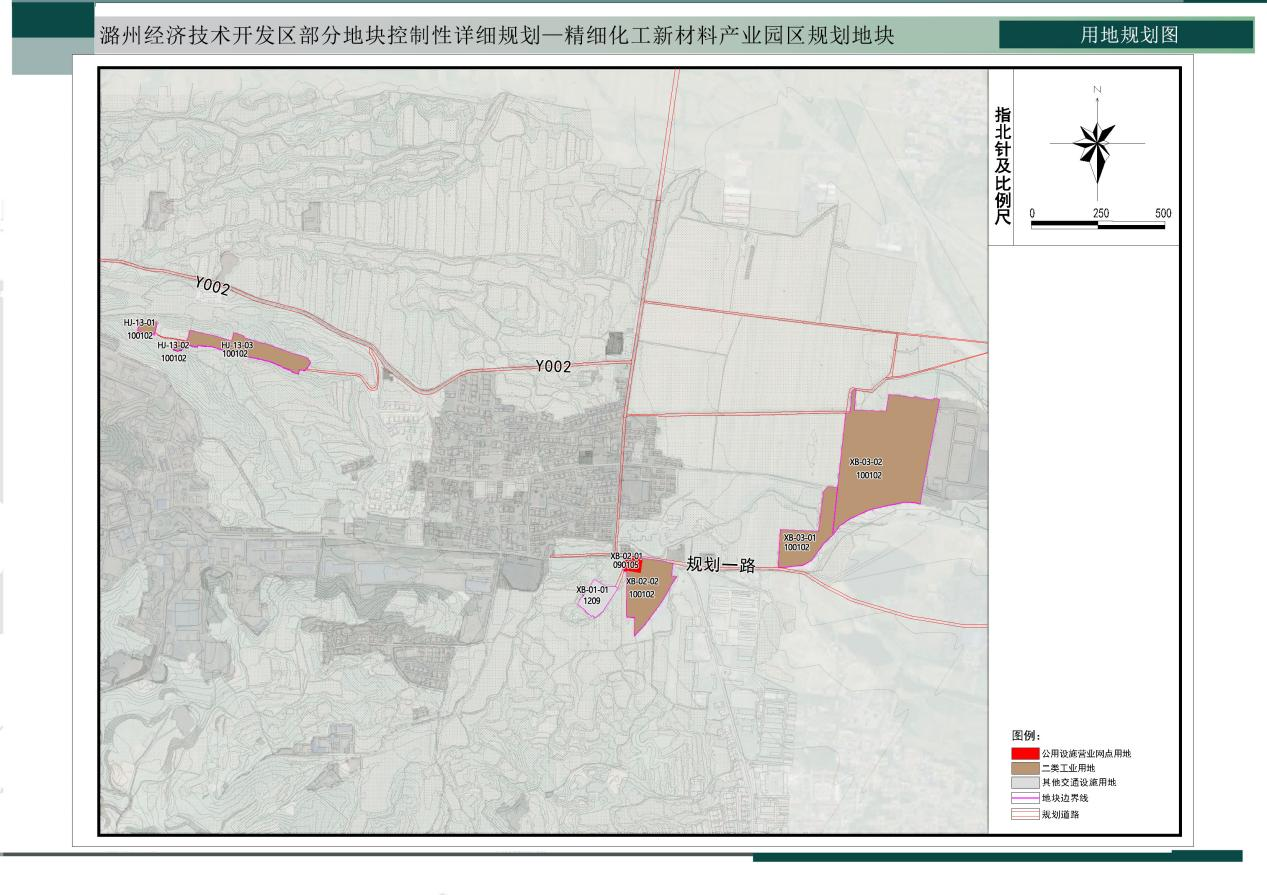 潞州经济技术开发区部分地块控制性详细规划—精细化工新材料产业园区规划地块
用地规划图
指北针及比例尺
N
0 250 500
Y002
HJ-13-01
100102
HJ-13-02
100102
HJ-13-03
100102
Y002
XB-03-02
100102
XB-03-01
100102
XB-02-01
090105
规划一路
XB-01-01
1209
XB-02-02
100102
图例：
公用设施营业网点用地
二类工业用地
其他交通设施用地
地块边界线
规划道路